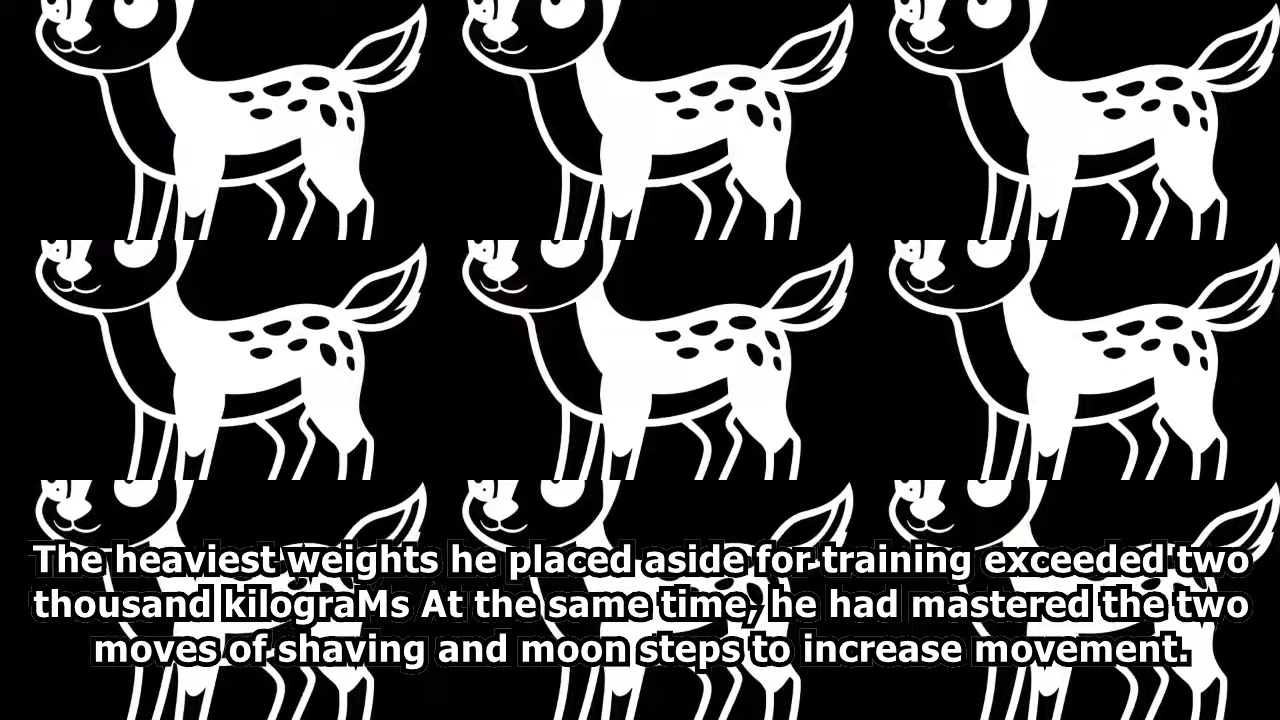 The heaviest weights he placed aside for training exceeded two
thousand kilograMs At the same time, he had mastered the two
moves of shaving and moon steps to increase movement.